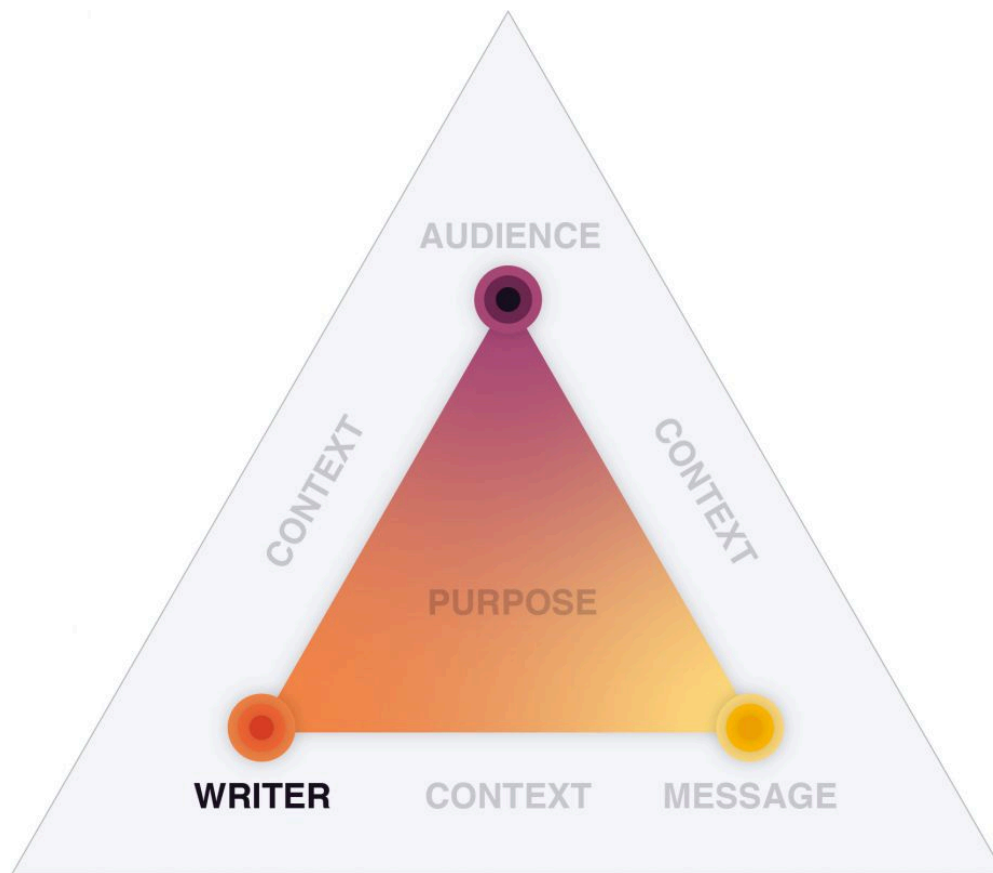 AUDIENCE
CONTEXT
CONTEXT
PURPOSE
WRITER
CONTEXT
MESSAGE